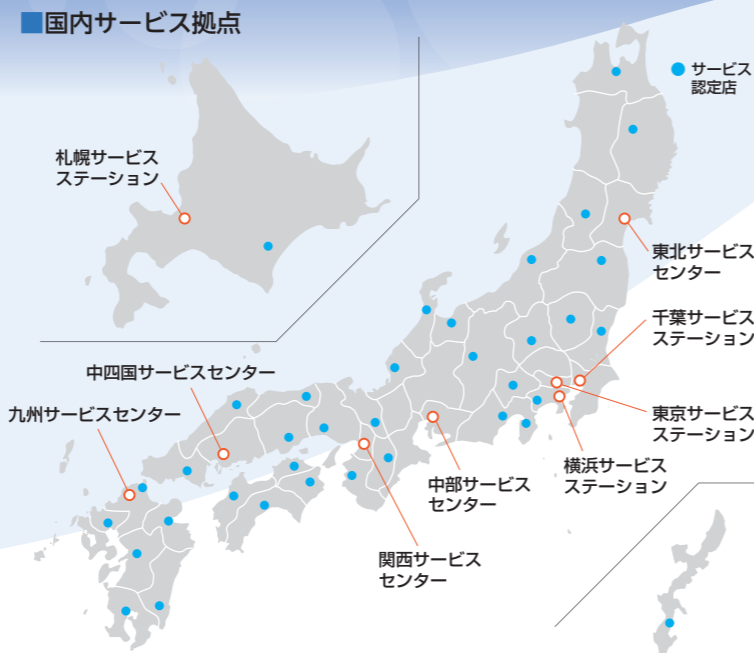 ■国内サービス拠点
サービス
認定店
札幌サービス
ステーション
東北サービス
センター
千葉サービス
ステーション
中四国サービスセンター
九州サービスセンター
東京サービス
ステーション
横浜サービス
ステーション
中部サービス
センター
関西サービス
センター